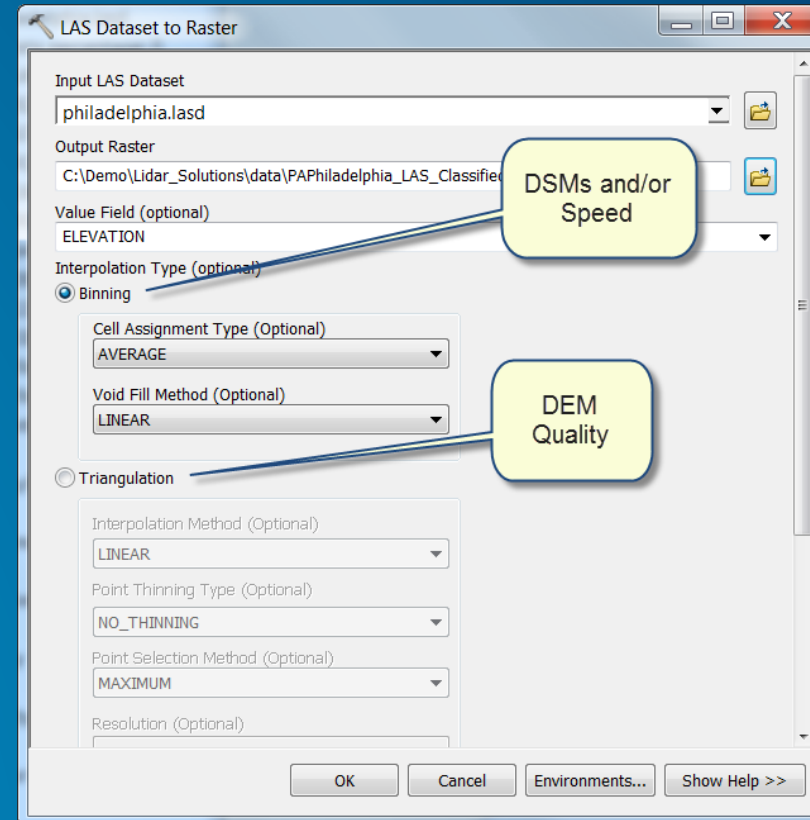 LAS Dataset to Raster
Input LAS Dataset
philadelphia.lasd
Output Raster
C:\Demo\Lidar_Solutions\data\PAPhiladelphia_LAS_Classified
DSMs and/or
Speed
Value Field (optional)
ELEVATION
Interpolation Type (optional)
Binning
Cell Assignment Type (Optional)
AVERAGE
Void Fill Method (Optional)
LINEAR
DEM
Quality
Triangulation
Interpolation Method (Optional)
LINEAR
Point Thinning Type (Optional)
NO_THINNING
Point Selection Method (Optional)
MAXIMUM
Resolution (Optional)
OK Cancel Environments... Show Help >>